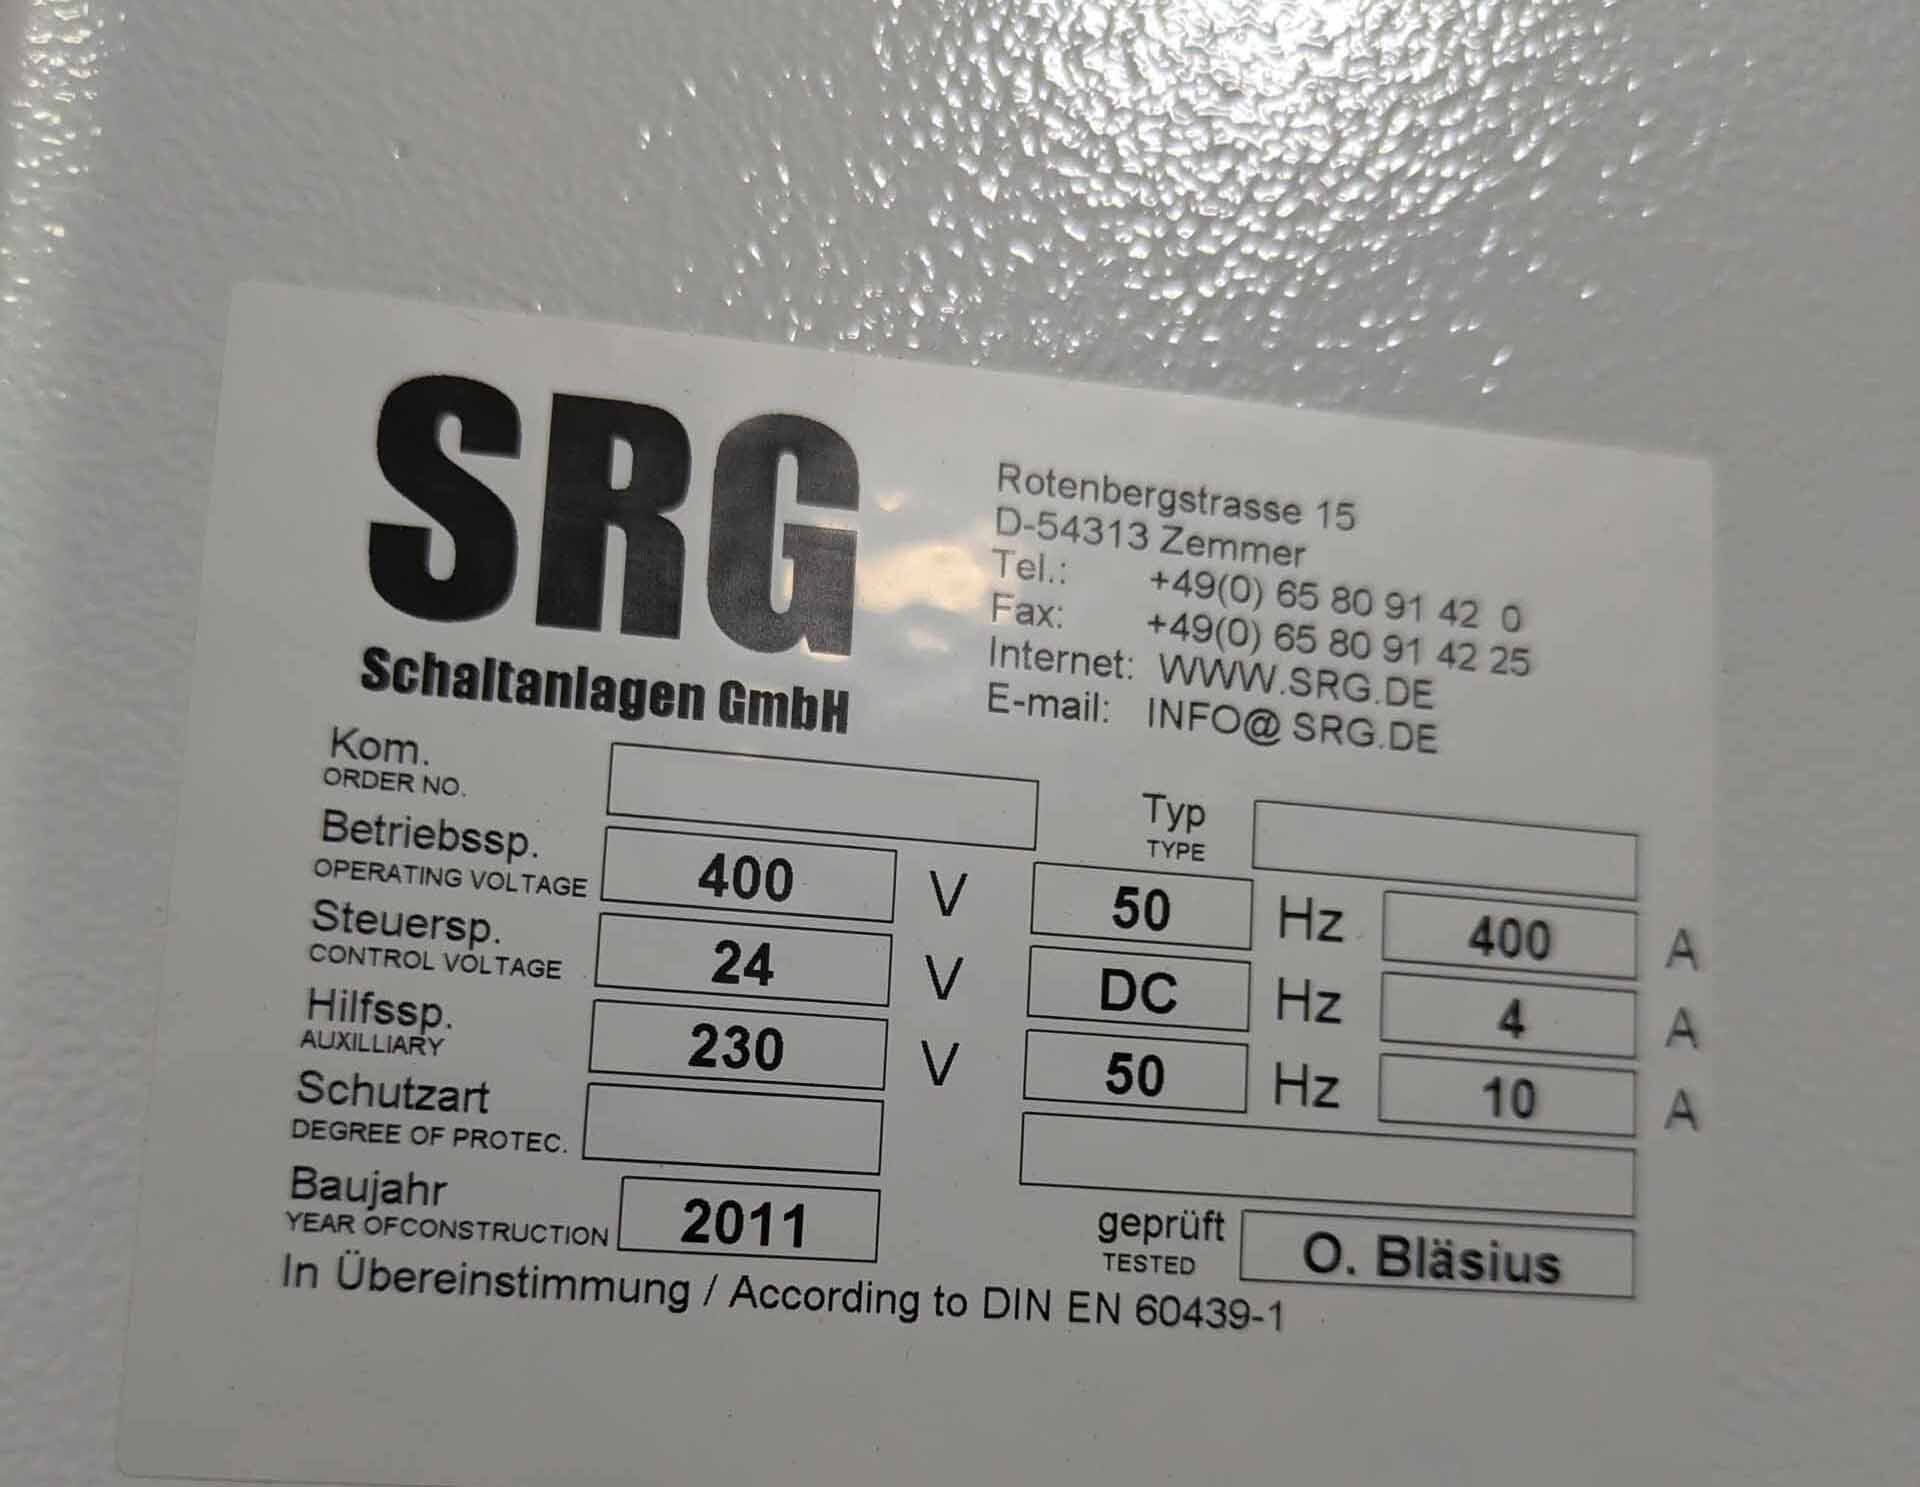 SRG
Schaltanlagen GmbH
Rotenbergstrasse 15
D-54313 Zemmer
Tel.: +49(0) 65 80 91 42 0
Fax: +49(0) 65 80 91 42 25
Internet: WWW.SRG.DE
E-mail: INFO@ SRG.DE
Kom.
ORDER NO.
Typ
TYPE
Betriebssp.
OPERATING VOLTAGE 400 V 50 Hz 400 A
Steuersp.
CONTROL VOLTAGE 24 V DC Hz 4 A
Hilfssp.
AUXILLIARY 230 V 50 Hz 10 A
Schutzart
DEGREE OF PROTEC.
Baujahr
YEAR OFCONSTRUCTION 2011
geprüft
TESTED O. Bläsius
In Übereinstimmung / According to DIN EN 60439-1